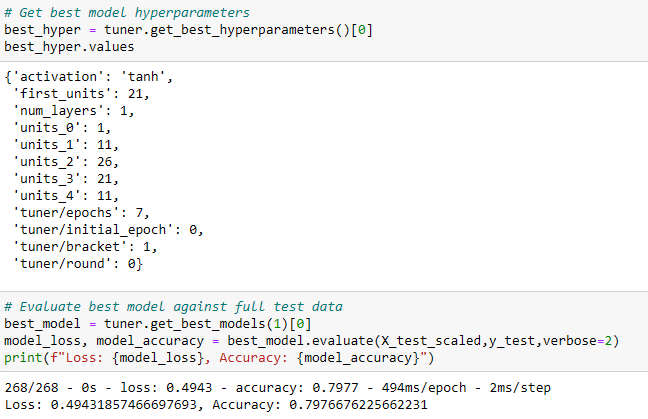 # Get best model hyperparameters
best_hyper = tuner.get_best_hyperparameters()[0]
best_hyper.values
{'activation': 'tanh',
 'first_units': 21,
 'num_layers': 1,
 'units_0': 1,
 'units_1': 11,
 'units_2': 26,
 'units_3': 21,
 'units_4': 11,
 'tuner/epochs': 7,
 'tuner/initial_epoch': 0,
 'tuner/bracket': 1,
 'tuner/round': 0}
# Evaluate best model against full test data
best_model = tuner.get_best_models(1)[0]
model_loss, model_accuracy = best_model.evaluate(X_test_scaled,y_test,verbose=2)
print(f"Loss: {model_loss}, Accuracy: {model_accuracy}")
268/268 - 0s - loss: 0.4943 - accuracy: 0.7977 - 494ms/epoch - 2ms/step
Loss: 0.49431857466697693, Accuracy: 0.7976676225662231